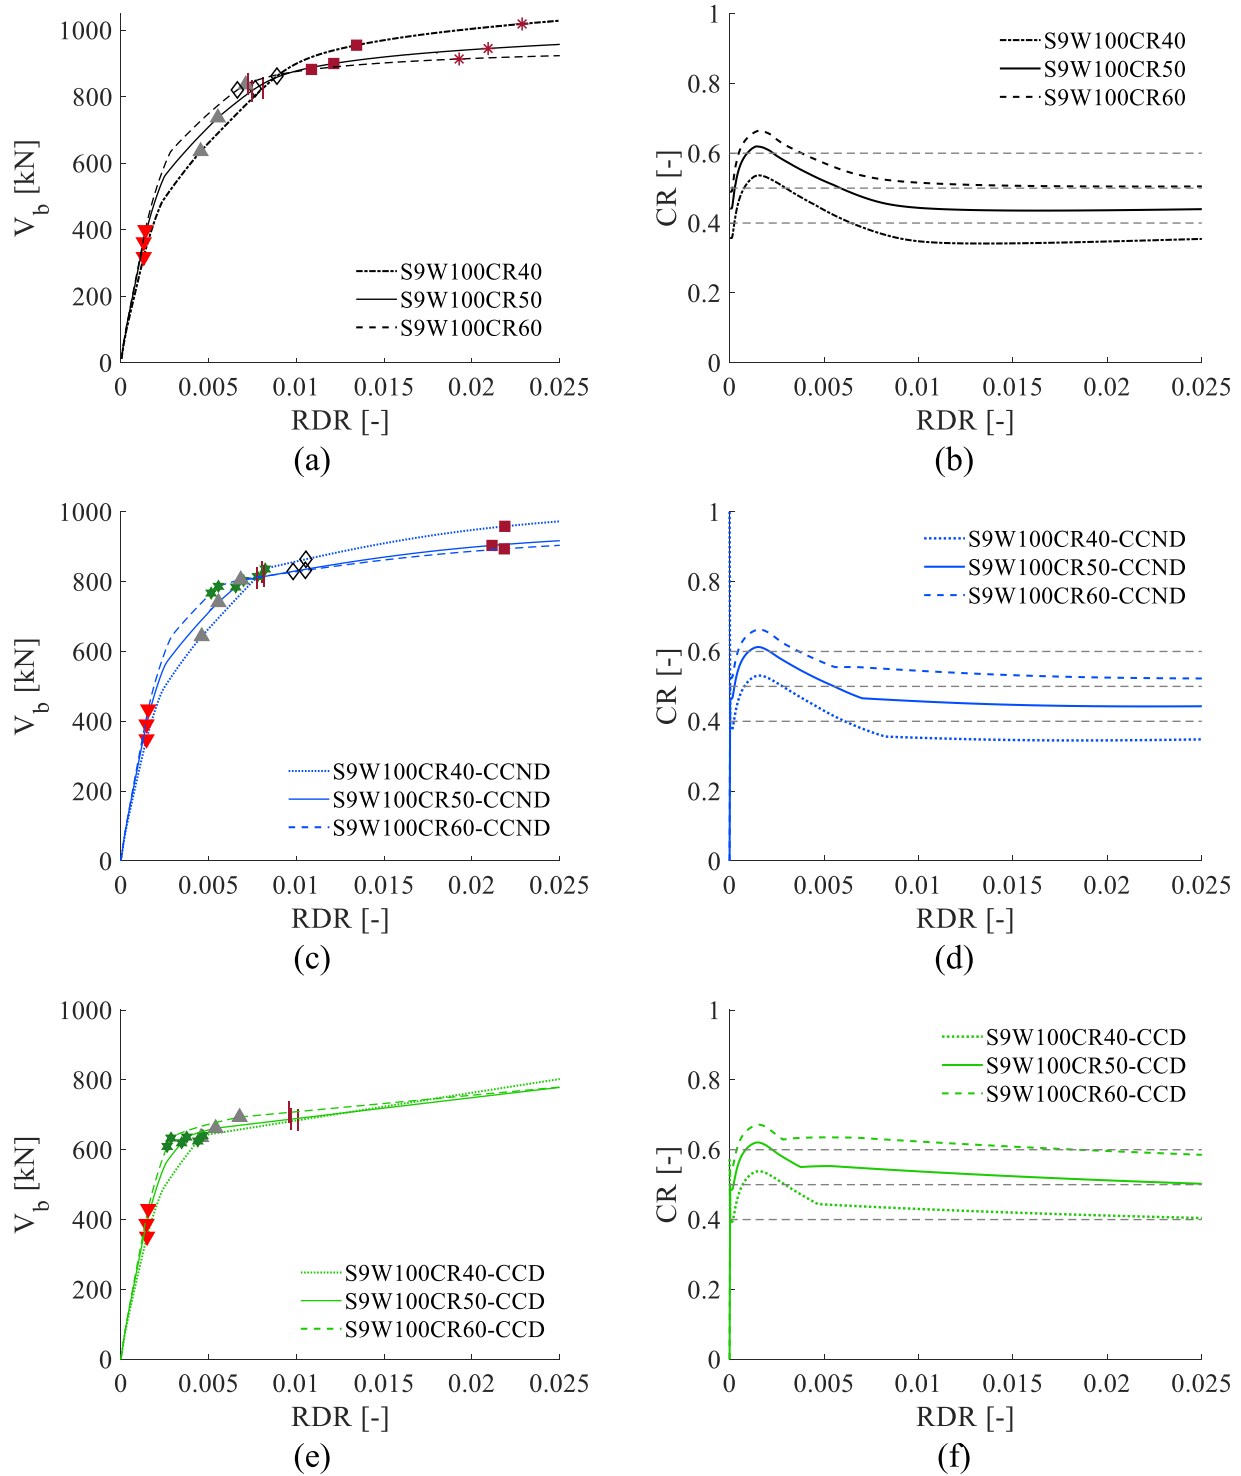 1000
800
600
400
200
0
V_b [kN]
S9W100CR40
S9W100CR50
S9W100CR60
0 0.005 0.01 0.015 0.02 0.025
RDR [-]
(a)
1
0.8
0.6
0.4
0.2
0
CR [-]
S9W100CR40
S9W100CR50
S9W100CR60
0 0.005 0.01 0.015 0.02 0.025
RDR [-]
(b)
1000
800
600
400
200
0
V_b [kN]
S9W100CR40-CCND
S9W100CR50-CCND
S9W100CR60-CCND
0 0.005 0.01 0.015 0.02 0.025
RDR [-]
(c)
1
0.8
0.6
0.4
0.2
0
CR [-]
S9W100CR40-CCND
S9W100CR50-CCND
S9W100CR60-CCND
0 0.005 0.01 0.015 0.02 0.025
RDR [-]
(d)
1000
800
600
400
200
0
V_b [kN]
S9W100CR40-CCD
S9W100CR50-CCD
S9W100CR60-CCD
0 0.005 0.01 0.015 0.02 0.025
RDR [-]
(e)
1
0.8
0.6
0.4
0.2
0
CR [-]
S9W100CR40-CCD
S9W100CR50-CCD
S9W100CR60-CCD
0 0.005 0.01 0.015 0.02 0.025
RDR [-]
(f)